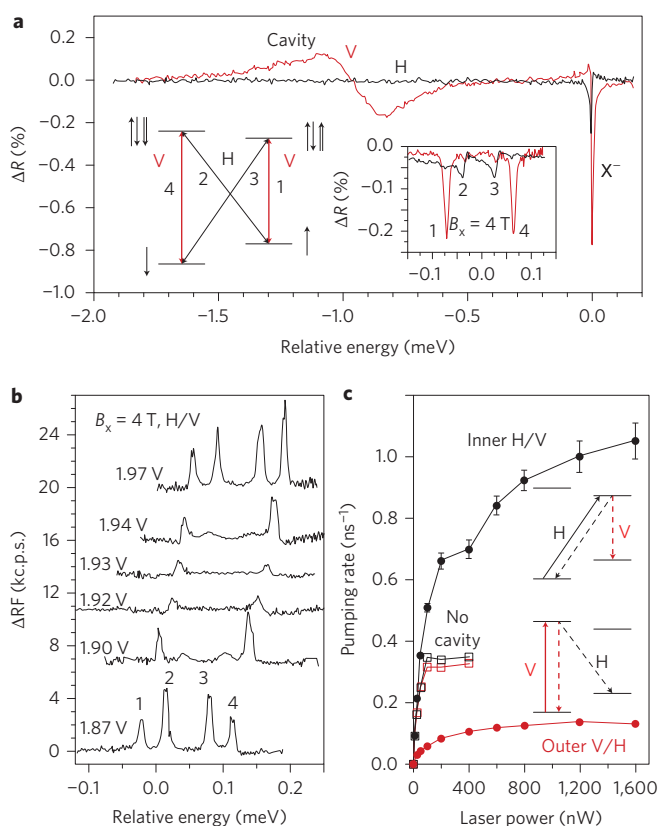 a
0.2
0.0
−0.2
−0.4
−0.6
−0.8
−1.0
ΔR (%)
Cavity
V
H
X−
V
H
V
4
2
3
1
0.00
−0.05
−0.1
−0.2
ΔR (%)
1
2
3
4
Bx = 4 T
−0.1
0.0
0.1
−2.0 −1.5 −1.0 −0.5 0.0
Relative energy (meV)
b
Bx = 4 T, H/V
24
20
16
12
8
4
0
ΔRF (kc.p.s.)
1.97 V
1.94 V
1.93 V
1.92 V
1.90 V
1.87 V
1
2
3
4
−0.1 0.0 0.1 0.2
Relative energy (meV)
c
1.0
0.8
0.6
0.4
0.2
0.0
Pumping rate (ns−1)
Inner H/V
H
V
No
cavity
V
H
Outer V/H
0 400 800 1,200 1,600
Laser power (nW)